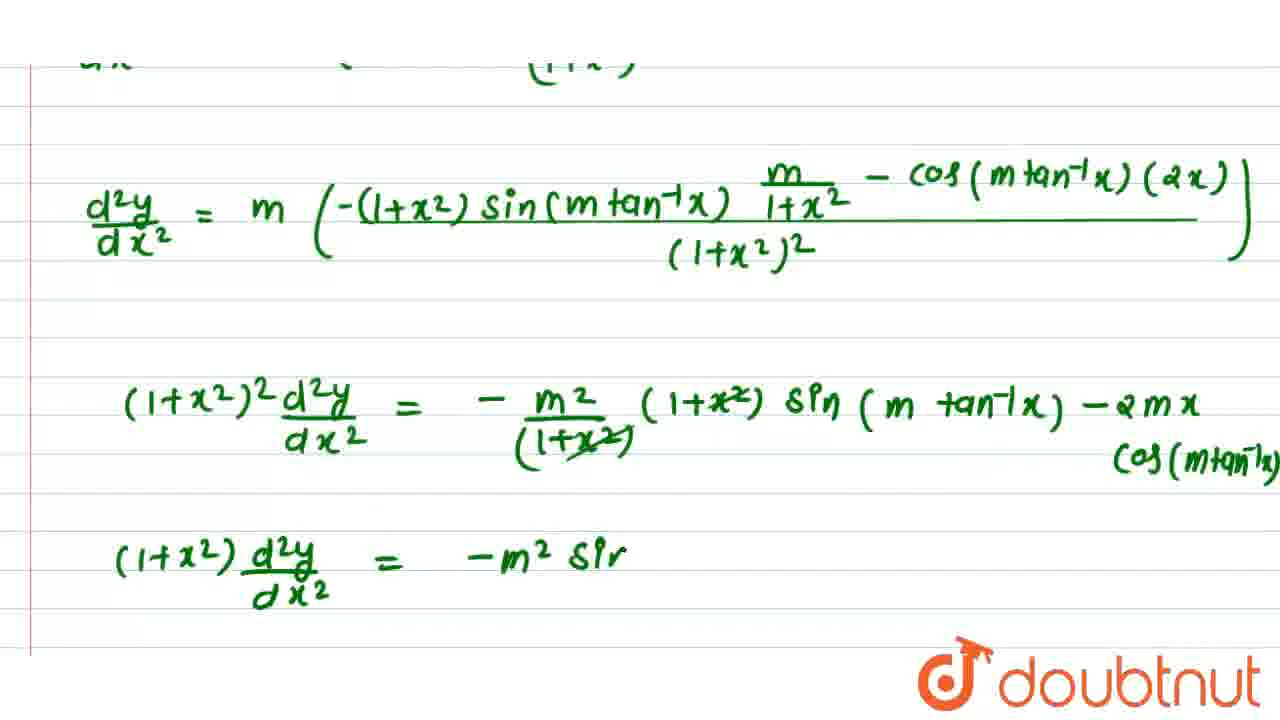 d²y/dx² = m ( -(1+x²) sin(m tan⁻¹x) m/1+x² - cos(m tan⁻¹x)(2x) / (1+x²)² )
(1+x²)² d²y/dx² = - m²/(1+x²) (1+x²) sin(m tan⁻¹x) - 2mx
cos(m tan⁻¹x)
(1+x²) d²y/dx² = -m² sin
doubtnut